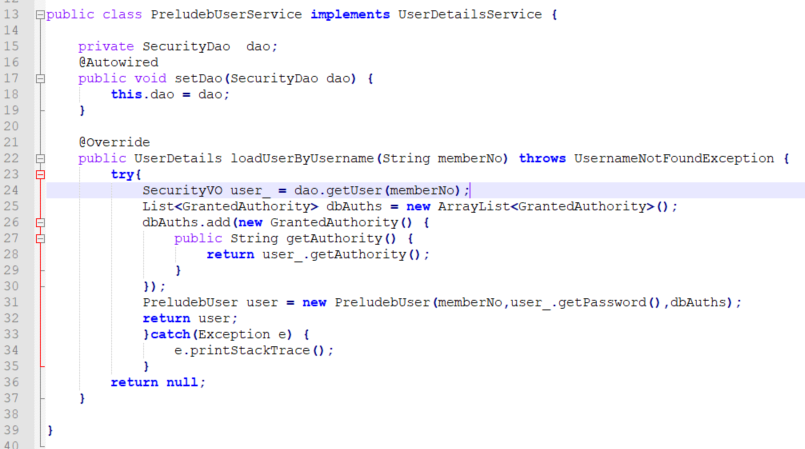 13 public class PreludebUserService implements UserDetailsService {
14
15     private SecurityDao  dao;
16     @Autowired
17     public void setDao(SecurityDao dao) {
18         this.dao = dao;
19     }
20
21     @Override
22     public UserDetails loadUserByUsername(String memberNo) throws UsernameNotFoundException {
23         try{
24             SecurityVO user_ = dao.getUser(memberNo);
25             List<GrantedAuthority> dbAuths = new ArrayList<GrantedAuthority>();
26             dbAuths.add(new GrantedAuthority() {
27                 public String getAuthority() {
28                     return user_.getAuthority();
29                 }
30             });
31             PreludebUser user = new PreludebUser(memberNo,user_.getPassword(),dbAuths);
32             return user;
33             }catch(Exception e) {
34                 e.printStackTrace();
35             }
36         return null;
37     }
38
39 }
40